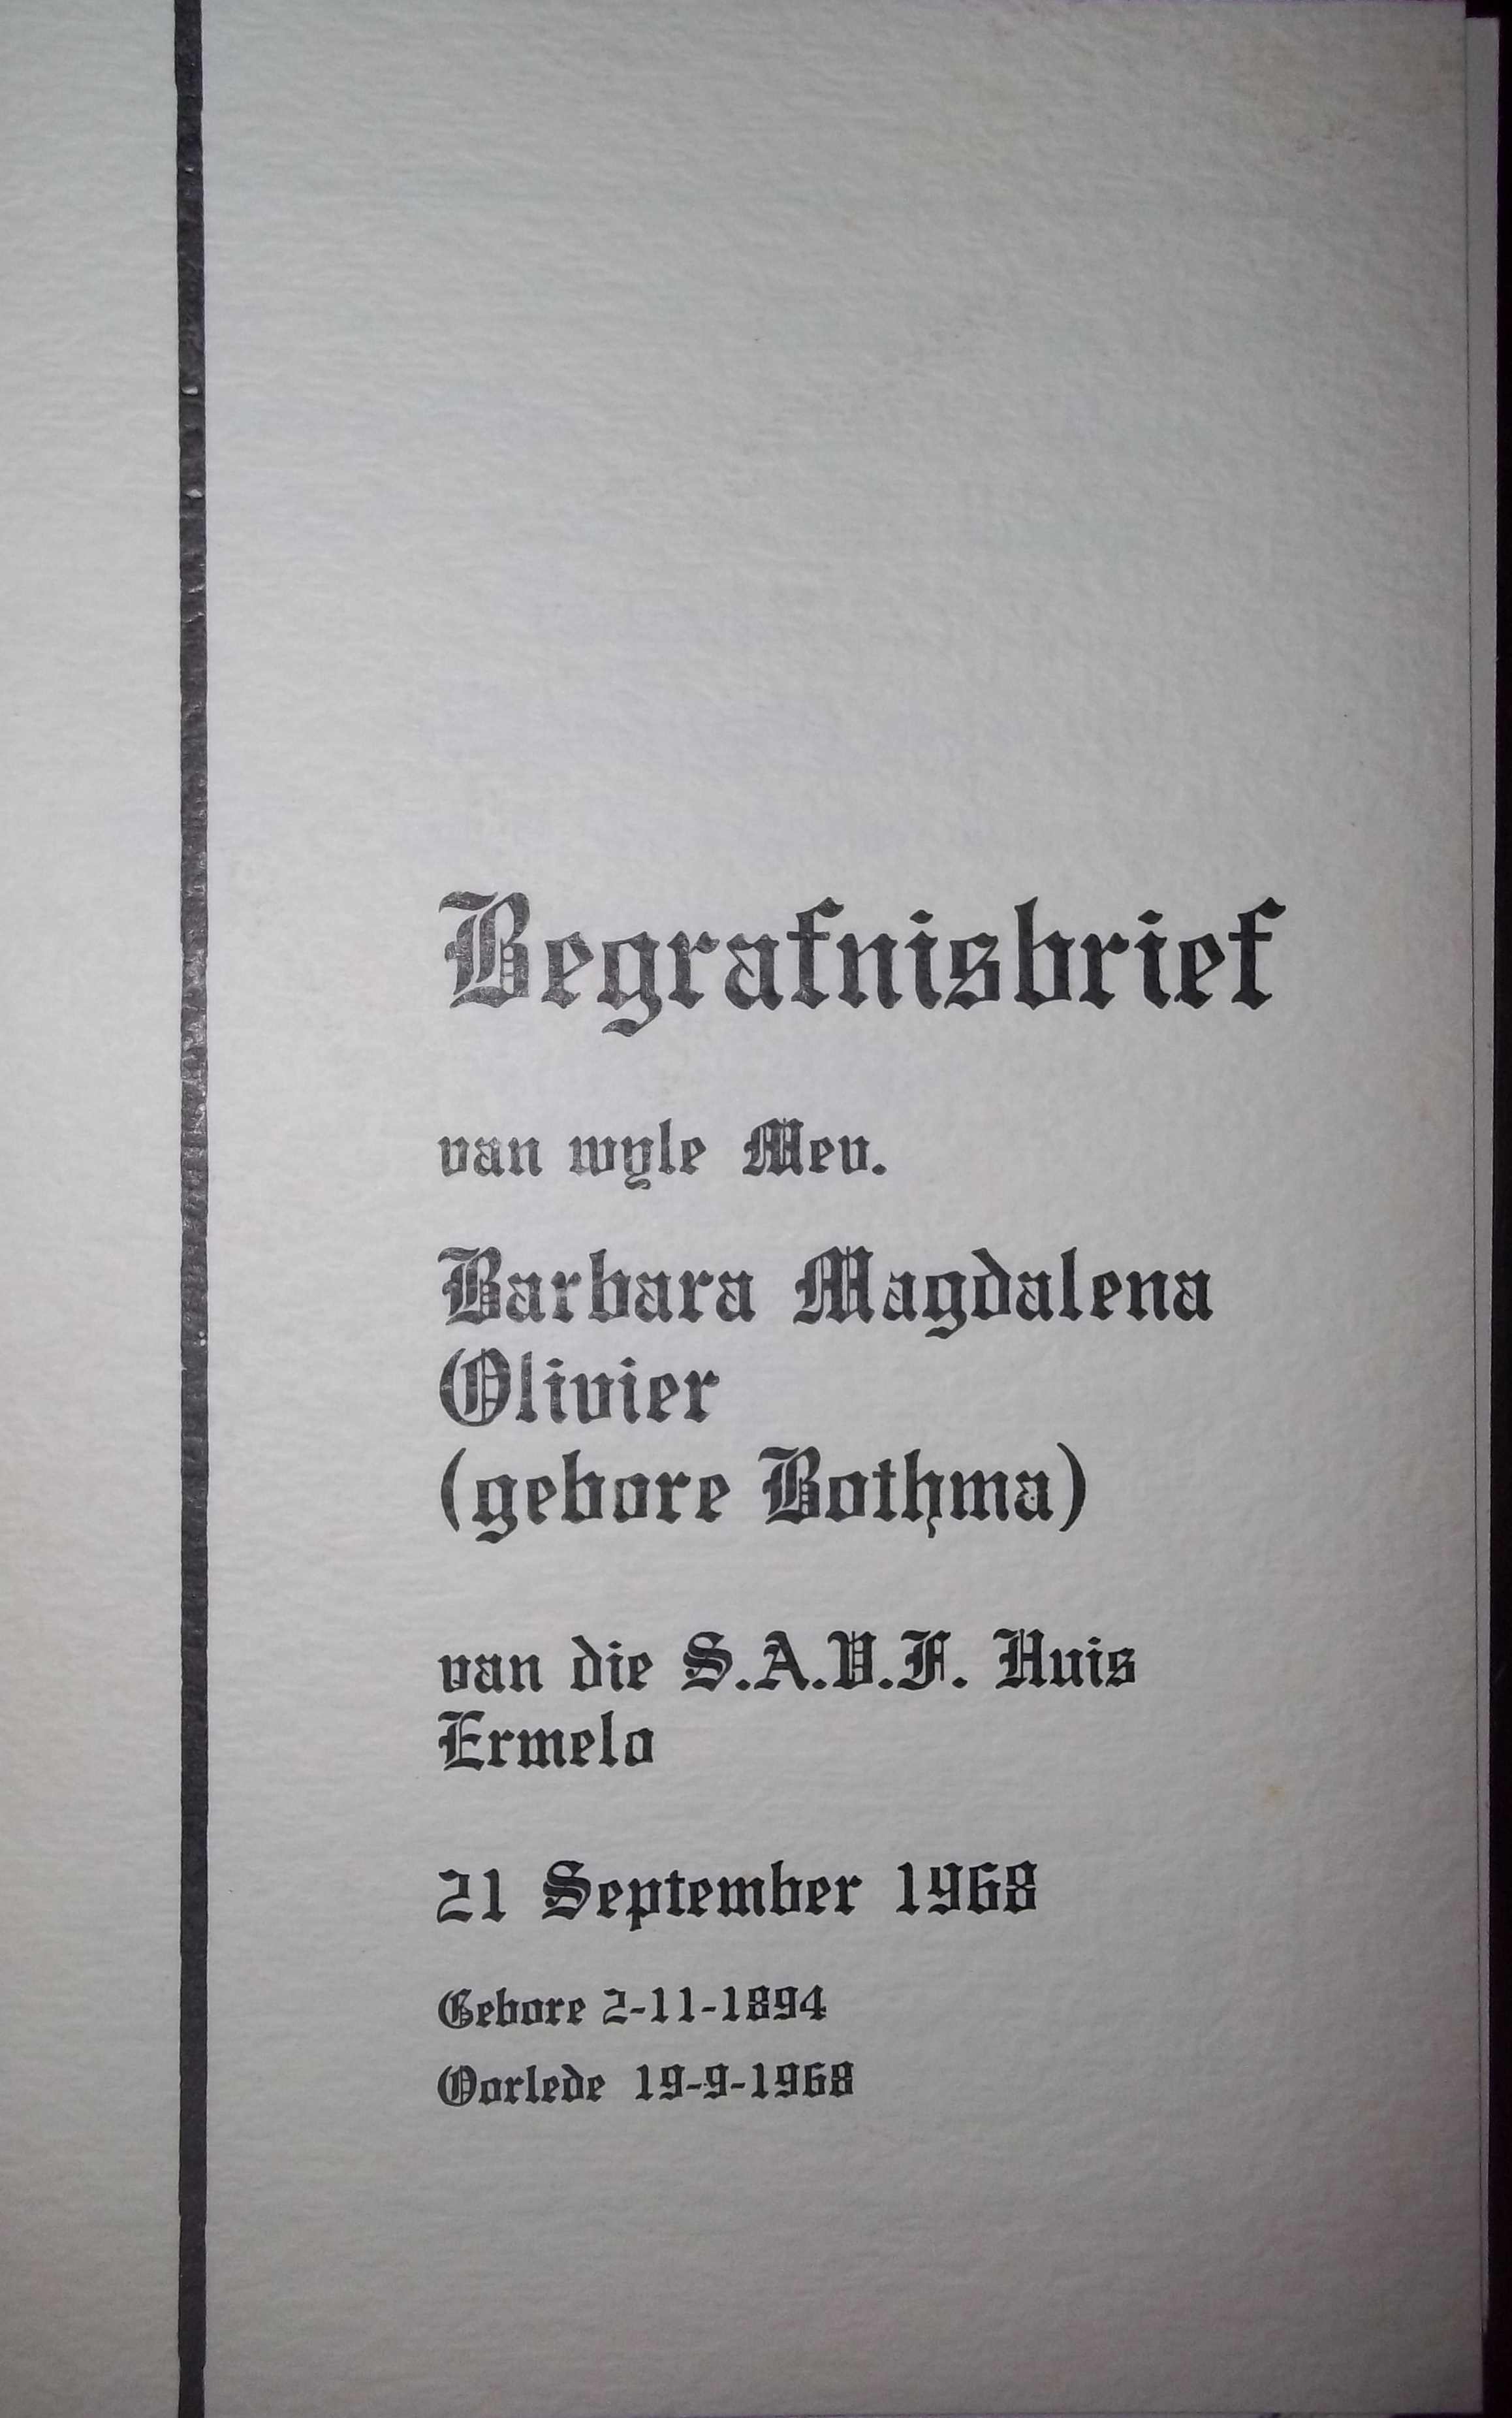 Begrafnisbrief
van wyle Mev.
Barbara Magdalena
Olivier
(gebore Bothma)
van die S.A.V.F. Huis
Ermelo
21 September 1968
Gebore 2-11-1894
Oorlede 19-9-1968